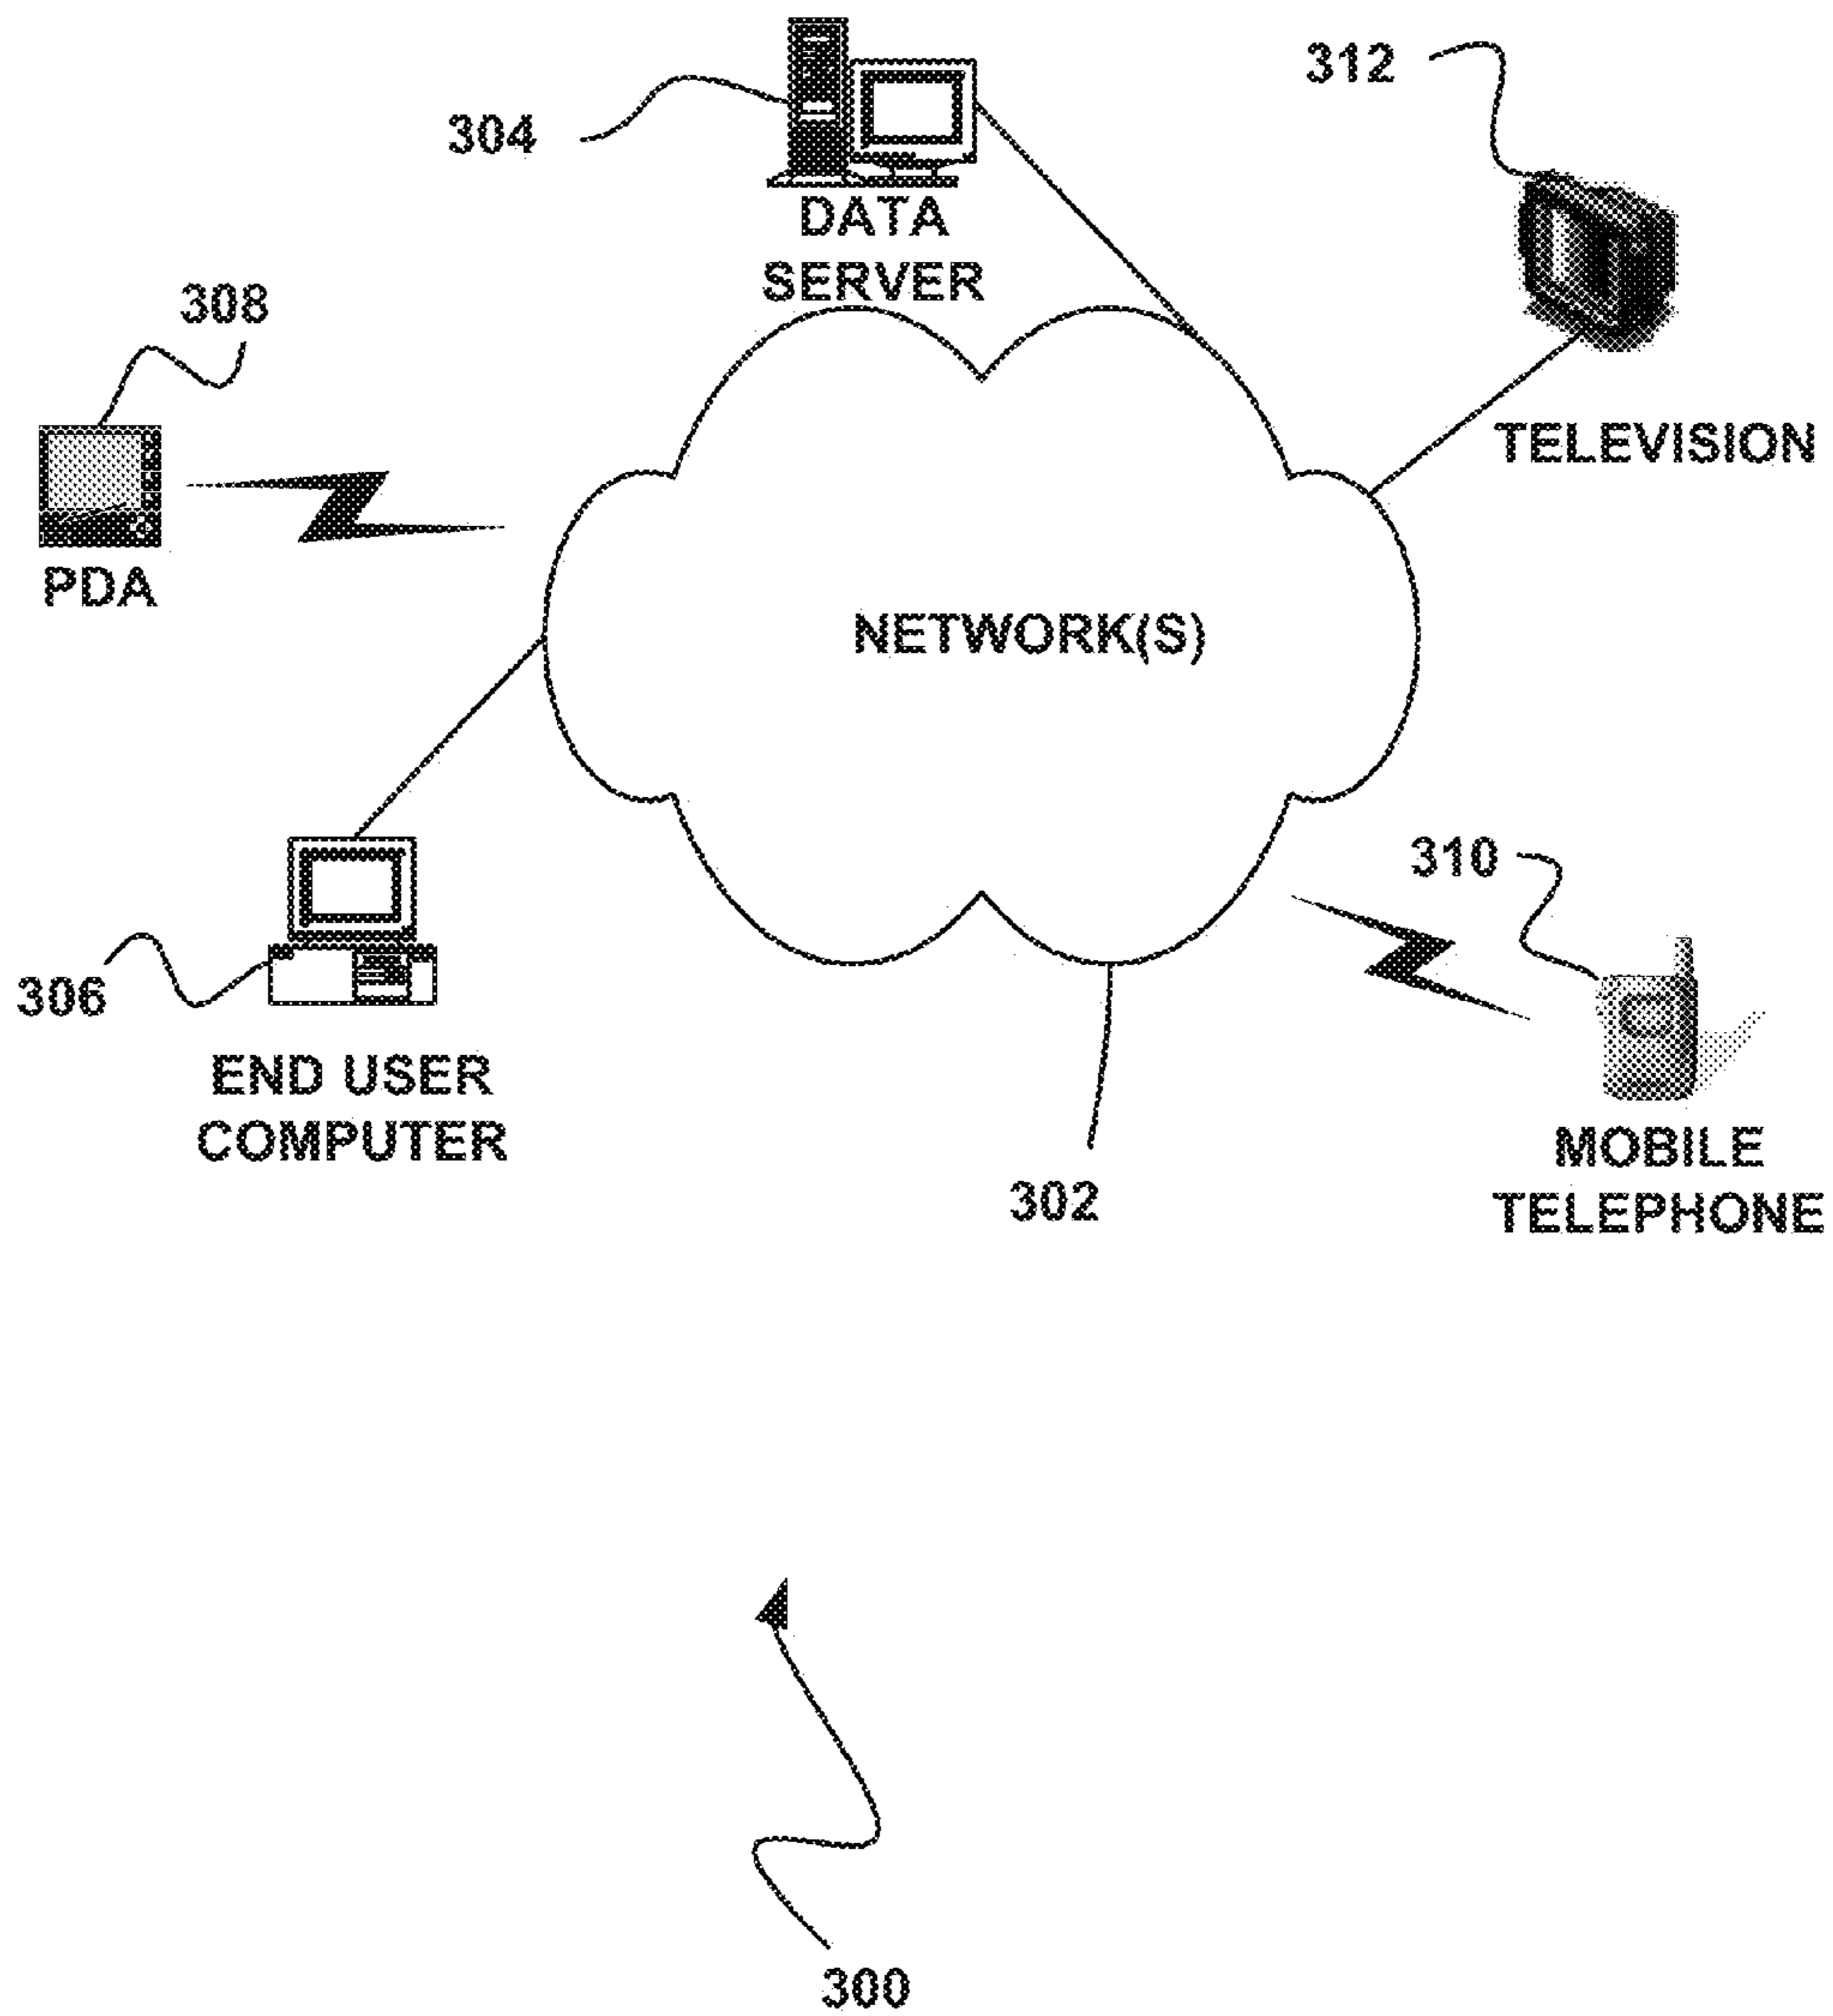 312
304
DATA
SERVER
308
TELEVISION
PDA
NETWORK(S)
310
306
END USER
COMPUTER
302
MOBILE
TELEPHONE
300